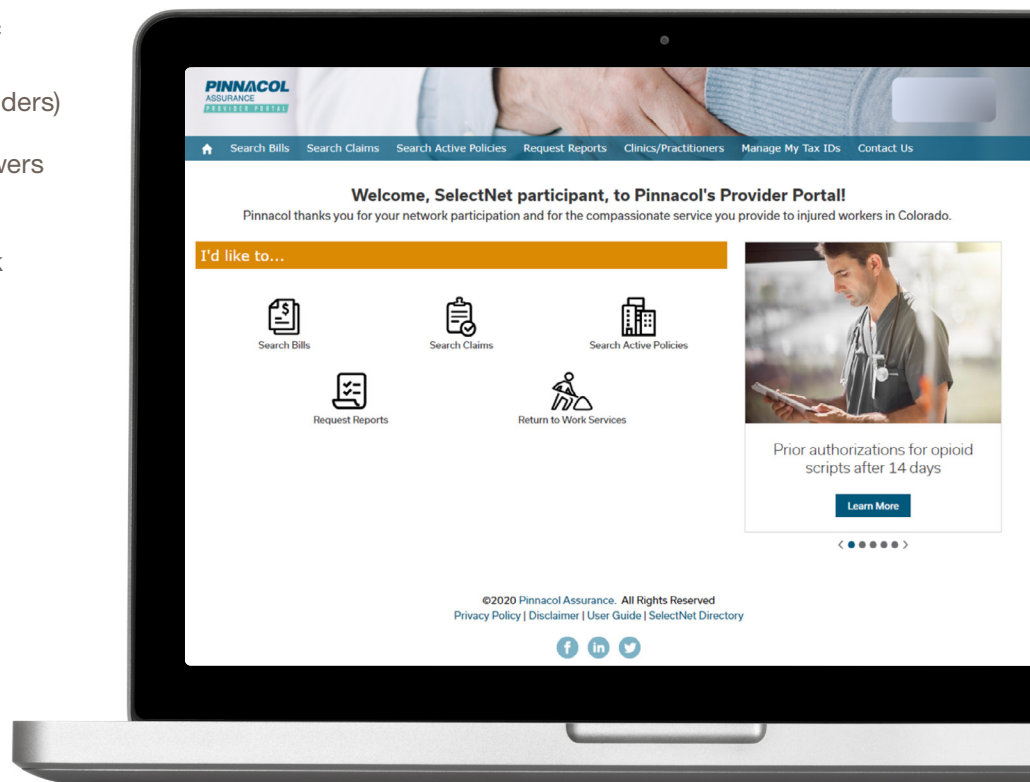 ders)
PINNACOL
ASSURANCE
PROVIDER PORTAL
Search Bills Search Claims Search Active Policies Request Reports Clinics/Practitioners Manage My Tax IDs Contact Us
Welcome, SelectNet participant, to Pinnacol's Provider Portal!
Pinnacol thanks you for your network participation and for the compassionate service you provide to injured workers in Colorado.
I'd like to...
Search Bills
Search Claims
Search Active Policies
Request Reports
Return to Work Services
Prior authorizations for opioid
scripts after 14 days
Learn More
©2020 Pinnacol Assurance. All Rights Reserved
Privacy Policy | Disclaimer | User Guide | SelectNet Directory